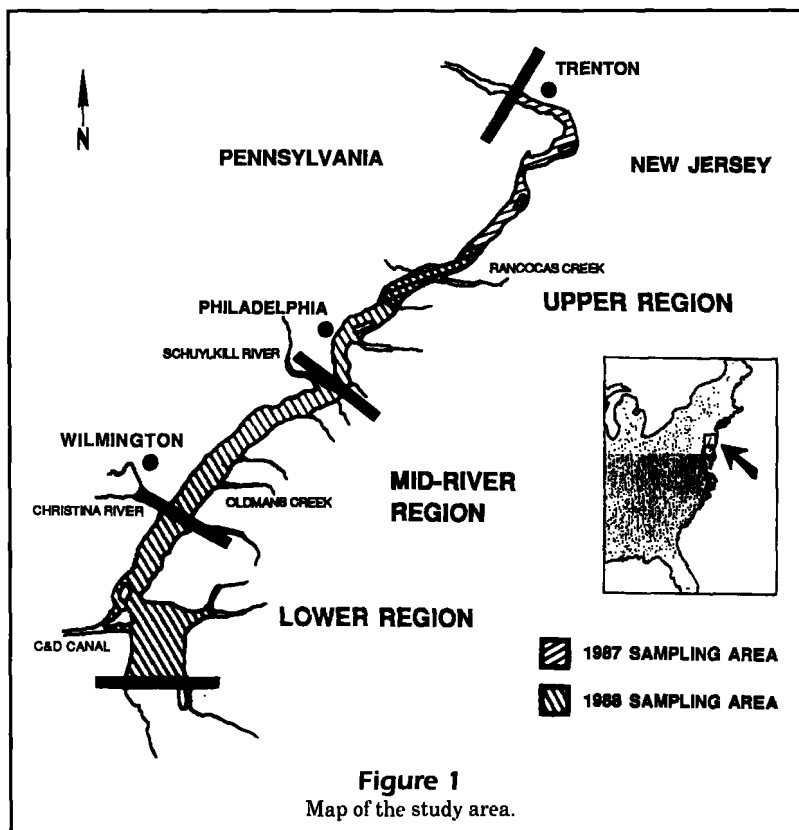 TRENTON
N
PENNSYLVANIA
NEW JERSEY
RANCOCAS CREEK
PHILADELPHIA
UPPER REGION
SCHUYLKILL RIVER
WILMINGTON
MID-RIVER
REGION
CHRISTINA RIVER
OLDMANS CREEK
LOWER REGION
C&D CANAL
1987 SAMPLING AREA
1988 SAMPLING AREA
Figure 1
Map of the study area.